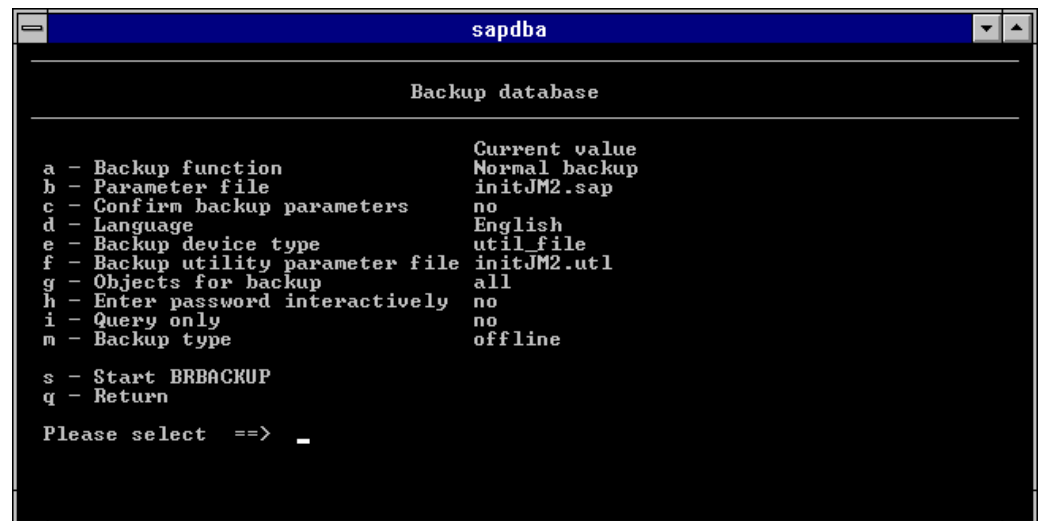 sapdba
Backup database
Current value
a - Backup function Normal backup
b - Parameter file initJM2.sap
c - Confirm backup parameters no
d - Language English
e - Backup device type util_file
f - Backup utility parameter file initJM2.utl
g - Objects for backup all
h - Enter password interactively no
i - Query only no
m - Backup type offline
s - Start BRBACKUP
q - Return
Please select ==> _